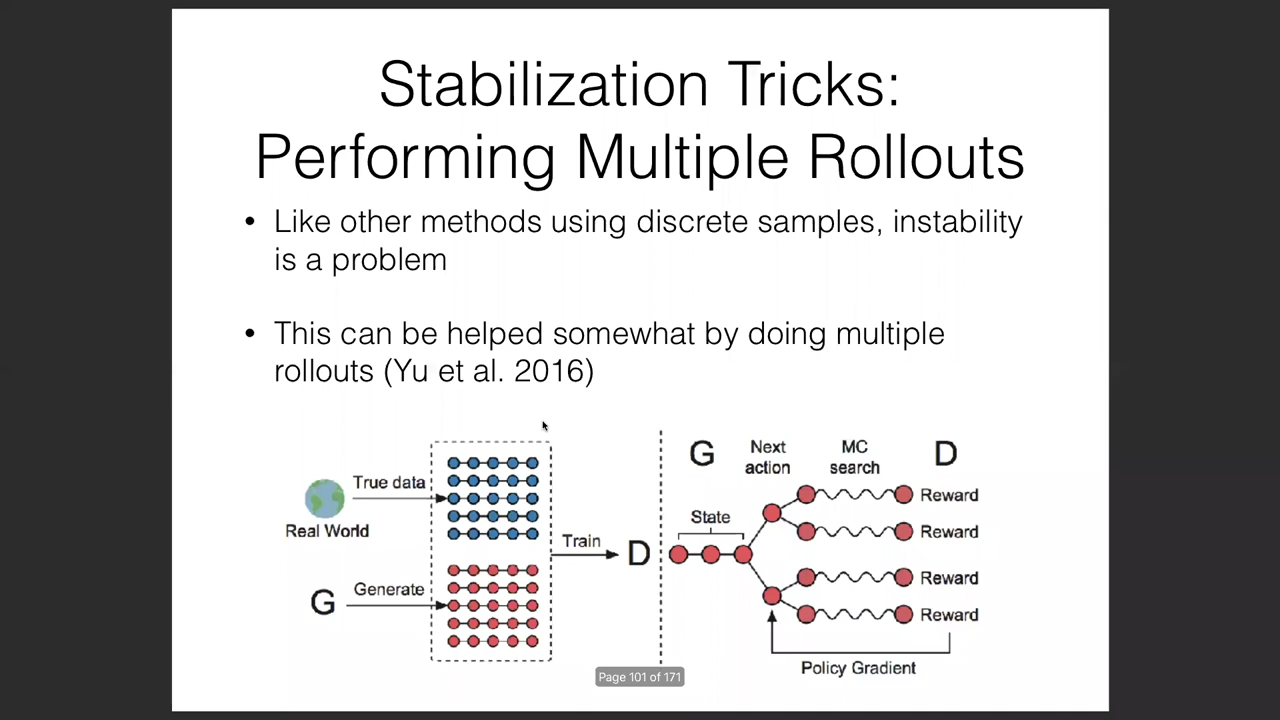 Stabilization Tricks:
Performing Multiple Rollouts
• Like other methods using discrete samples, instability
is a problem
• This can be helped somewhat by doing multiple
rollouts (Yu et al. 2016)
True data
Real World
G
Generate
Train
D
G
Next
action
MC
search
D
State
Reward
Reward
Reward
Reward
Policy Gradient
Page 101 of 171